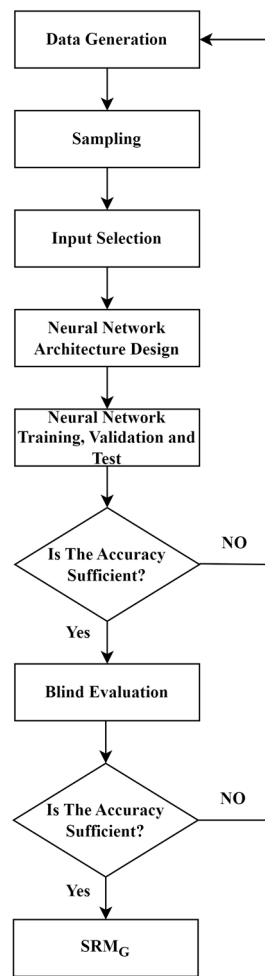 Data Generation
Sampling
Input Selection
Neural Network
Architecture Design
Neural Network
Training, Validation and
Test
Is The Accuracy
Sufficient?
NO
Yes
Blind Evaluation
Is The Accuracy
Sufficient?
NO
Yes
SRM_G